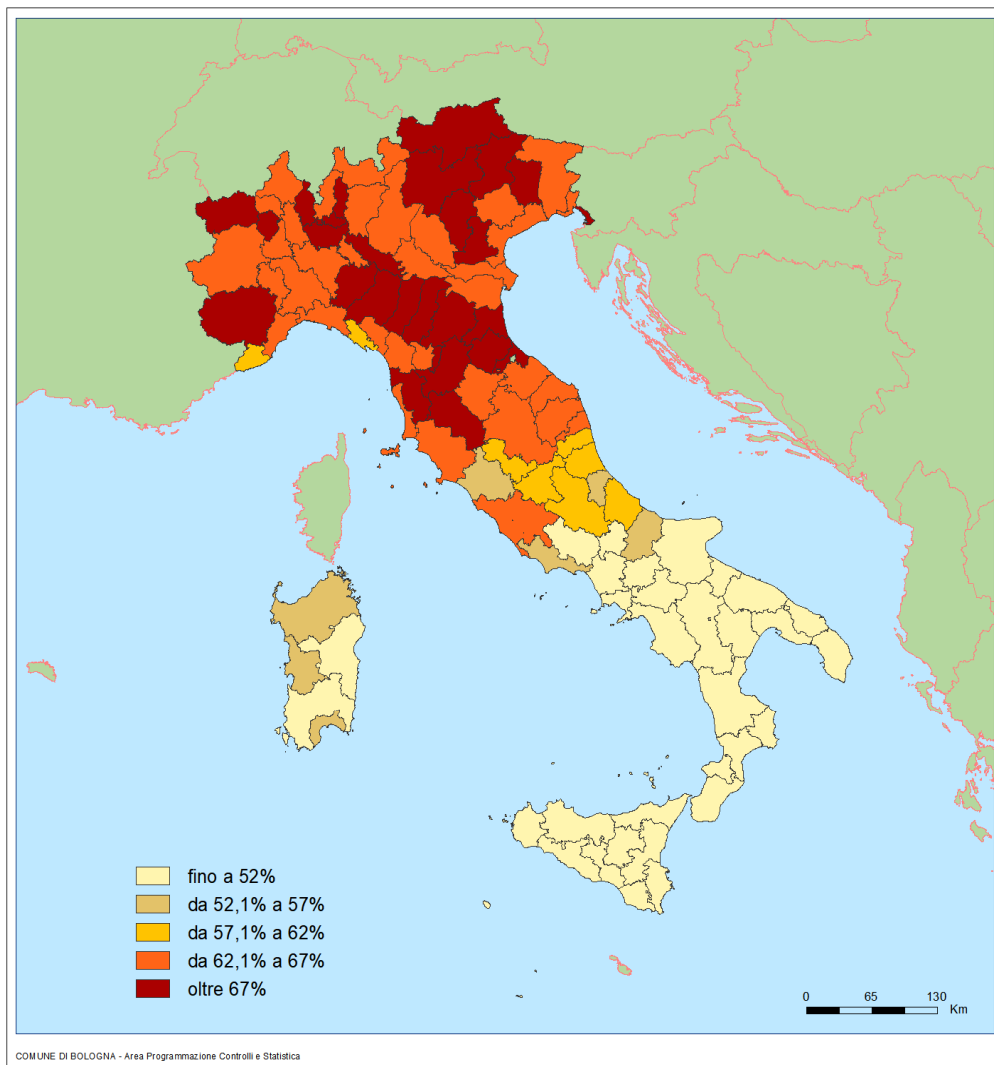 fino a 52%
da 52,1% a 57%
da 57,1% a 62%
da 62,1% a 67%
oltre 67%
0 65 130
Km
COMUNE DI BOLOGNA - Area Programmazione Controlli e Statistica